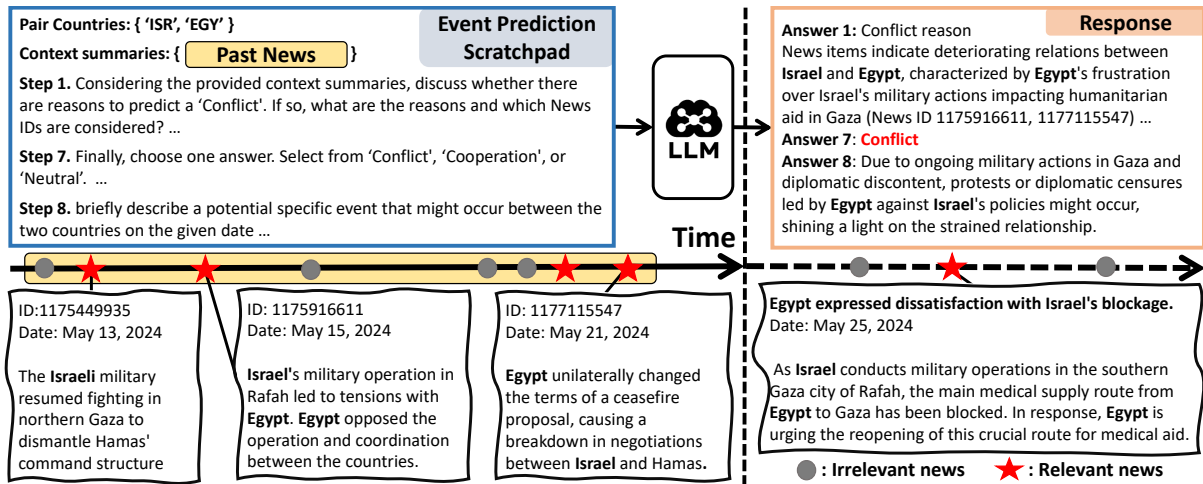 Pair Countries: { ‘ISR’, ‘EGY’ }
Context summaries: { Past News }
Event Prediction
Scratchpad
Step 1. Considering the provided context summaries, discuss whether there
are reasons to predict a ‘Conflict'. If so, what are the reasons and which News
IDs are considered? ...
Step 7. Finally, choose one answer. Select from ‘Conflict', ‘Cooperation', or
‘Neutral’. ...
Step 8. briefly describe a potential specific event that might occur between the
two countries on the given date ...
LLM
Response
Answer 1: Conflict reason
News items indicate deteriorating relations between
Israel and Egypt, characterized by Egypt's frustration
over Israel's military actions impacting humanitarian
aid in Gaza (News ID 1175916611, 1177115547) ...
Answer 7: Conflict
Answer 8: Due to ongoing military actions in Gaza and
diplomatic discontent, protests or diplomatic censures
led by Egypt against Israel's policies might occur,
shining a light on the strained relationship.
Time
ID:1175449935
Date: May 13, 2024
The Israeli military
resumed fighting in
northern Gaza to
dismantle Hamas'
command structure
ID: 1175916611
Date: May 15, 2024
Israel's military operation in
Rafah led to tensions with
Egypt. Egypt opposed the
operation and coordination
between the countries.
ID: 1177115547
Date: May 21, 2024
Egypt unilaterally changed
the terms of a ceasefire
proposal, causing a
breakdown in negotiations
between Israel and Hamas.
Egypt expressed dissatisfaction with Israel's blockage.
Date: May 25, 2024
As Israel conducts military operations in the southern
Gaza city of Rafah, the main medical supply route from
Egypt to Gaza has been blocked. In response, Egypt is
urging the reopening of this crucial route for medical aid.
: Irrelevant news
: Relevant news